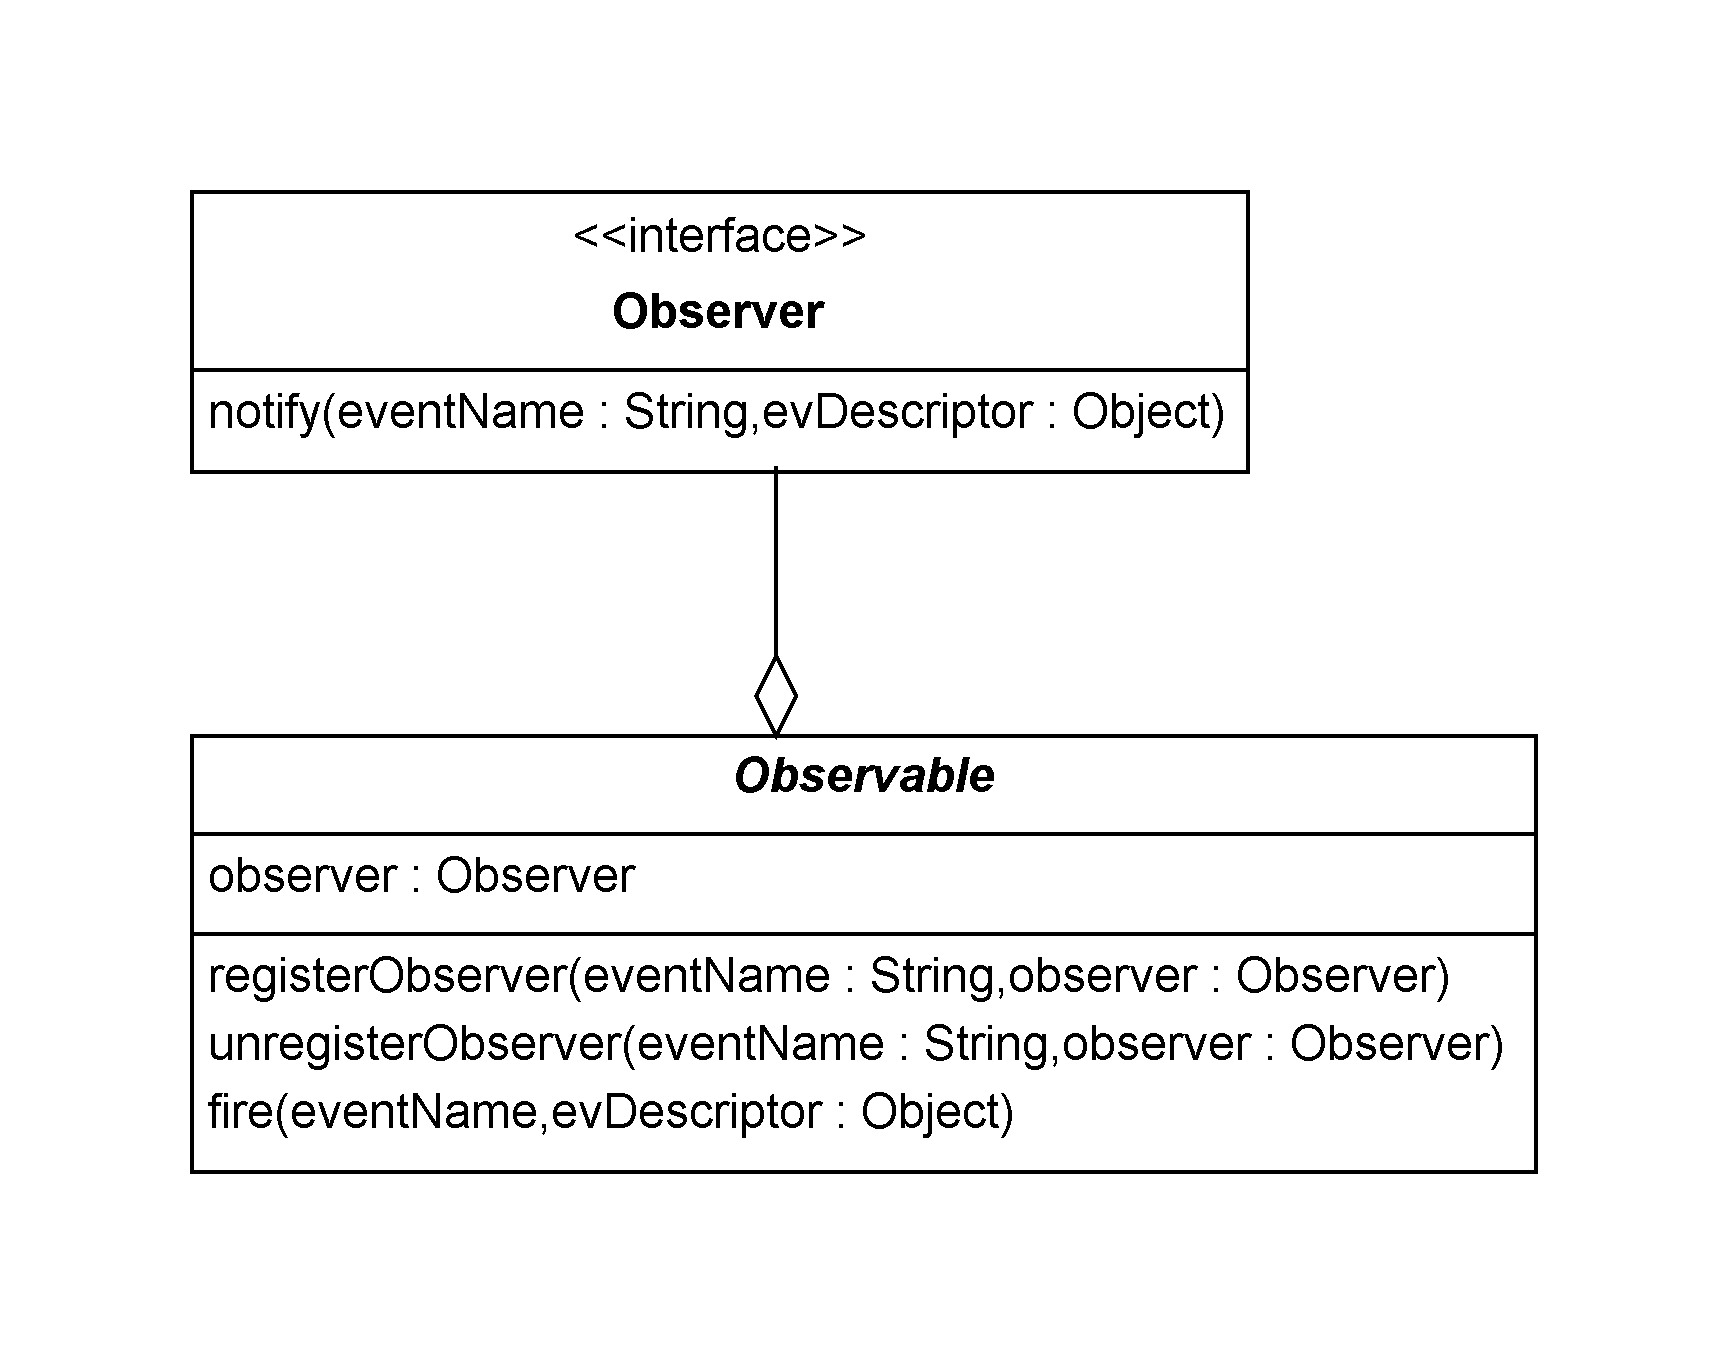 <<interface>>
Observer
notify(eventName : String,evDescriptor : Object)
Observable
observer : Observer
registerObserver(eventName : String,observer : Observer)
unregisterObserver(eventName : String,observer : Observer)
fire(eventName,evDescriptor : Object)